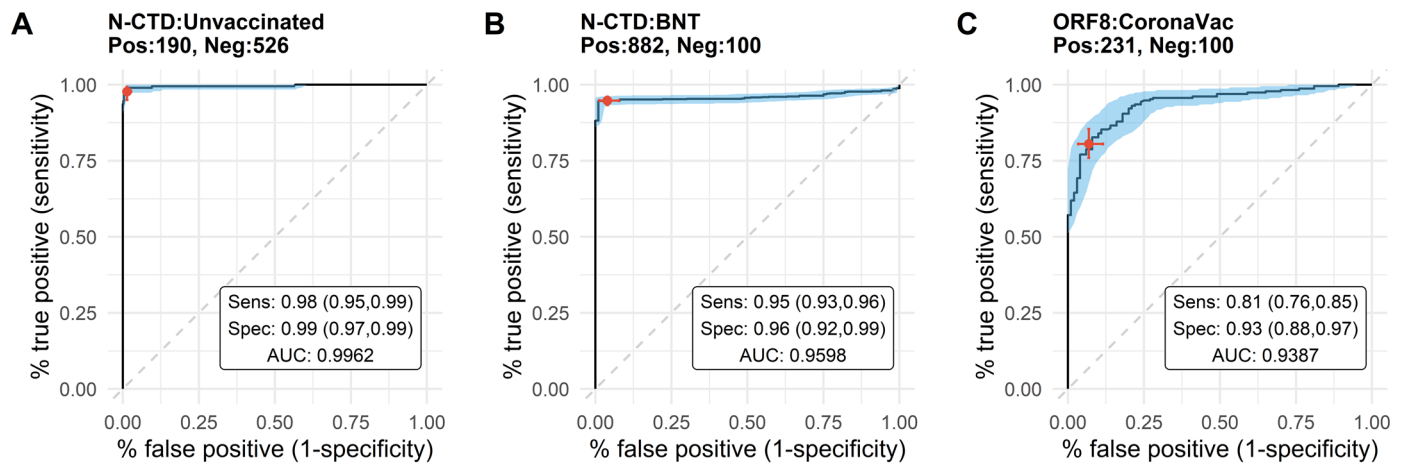 A
N-CTD:Unvaccinated
Pos:190, Neg:526
% true positive (sensitivity)
1.00
0.75
0.50
0.25
0.00
Sens: 0.98 (0.95,0.99)
Spec: 0.99 (0.97,0.99)
AUC: 0.9962
0.00 0.25 0.50 0.75 1.00
% false positive (1-specificity)
B
N-CTD:BNT
Pos:882, Neg:100
% true positive (sensitivity)
1.00
0.75
0.50
0.25
0.00
Sens: 0.95 (0.93,0.96)
Spec: 0.96 (0.92,0.99)
AUC: 0.9598
0.00 0.25 0.50 0.75 1.00
% false positive (1-specificity)
C
ORF8:CoronaVac
Pos:231, Neg:100
% true positive (sensitivity)
1.00
0.75
0.50
0.25
0.00
Sens: 0.81 (0.76,0.85)
Spec: 0.93 (0.88,0.97)
AUC: 0.9387
0.00 0.25 0.50 0.75 1.00
% false positive (1-specificity)